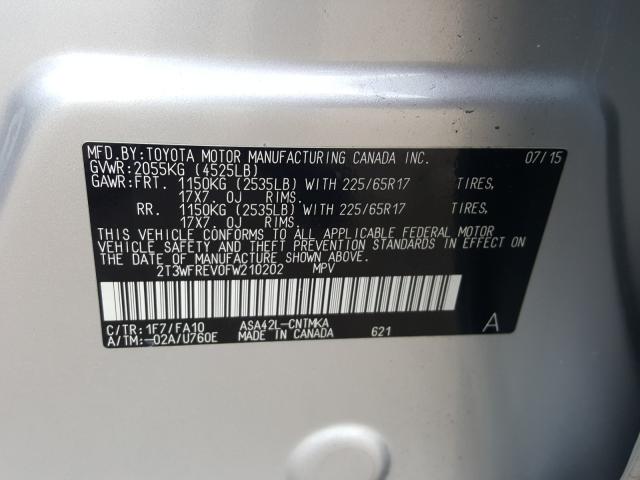 MFD.BY:TOYOTA MOTOR MANUFACTURING CANADA INC. 07/15
GVWR:2055KG (4525LB)
GAWR:FRT. 1150KG (2535LB) WITH 225/65R17 TIRES,
17X7.0J RIMS.
RR. 1150KG (2535LB) WITH 225/65R17 TIRES,
17X7.0J RIMS.
THIS VEHICLE CONFORMS TO ALL APPLICABLE FEDERAL MOTOR
VEHICLE SAFETY AND THEFT PREVENTION STANDARDS IN EFFECT ON
THE DATE OF MANUFACTURE SHOWN ABOVE.
2T3WFREV0FW210202 MPV
C/TR:1F7/FA10 ASA42L-CNTMKA 621 A
A/TM:-02A/U760E MADE IN CANADA